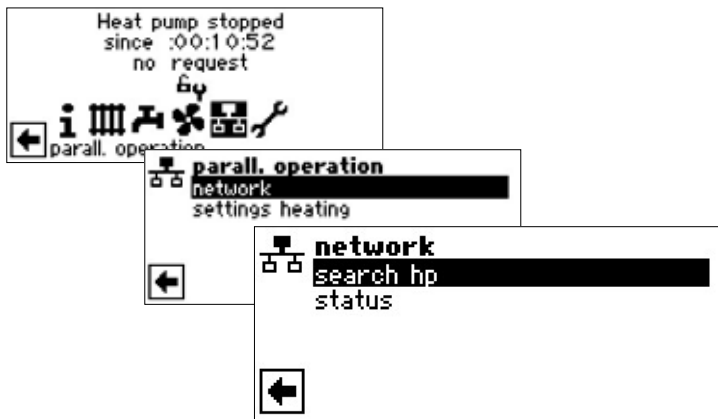 Heat pump stopped
since :00:10:52
no request
parall. operation
parall. operation
network
settings heating
network
search hp
status